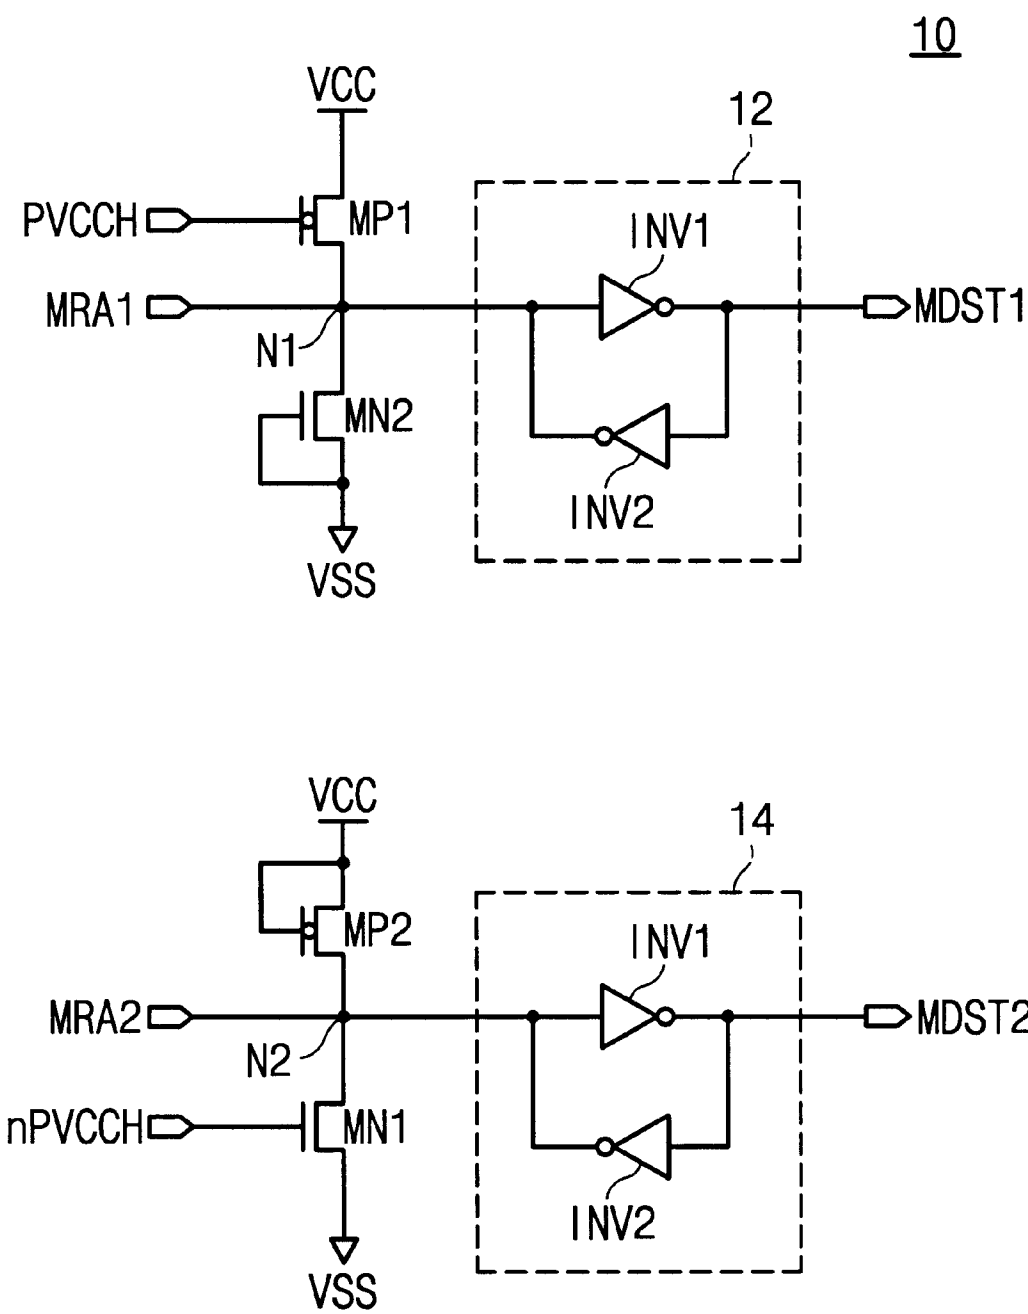 10
VCC
12
PVCCH
MP1
INV1
MRA1
MDST1
N1
MN2
INV2
VSS
VCC
14
MP2
INV1
MRA2
MDST2
N2
nPVCCH
MN1
INV2
VSS